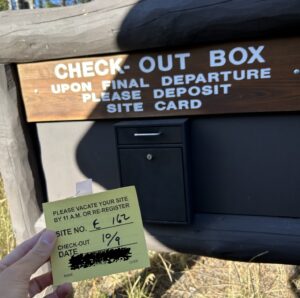 CHECK-OUT BOX
UPON FINAL DEPARTURE
PLEASE DEPOSIT
SITE CARD
PLEASE VACATE YOUR SITE
BY 11 A.M. OR RE-REGISTER
SITE NO. E 162
CHECK-OUT 10/9
DATE